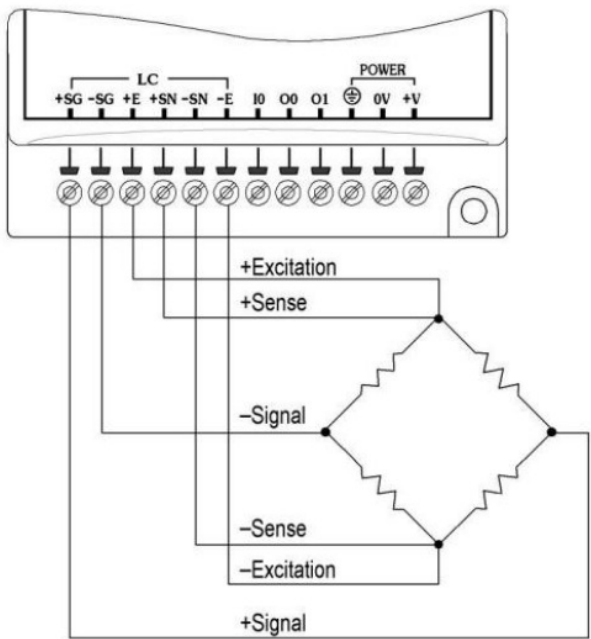 LC
POWER
+SG -SG +E +SN -SN -E I0 O0 O1 0V +V
+Excitation
+Sense
–Signal
–Sense
–Excitation
+Signal